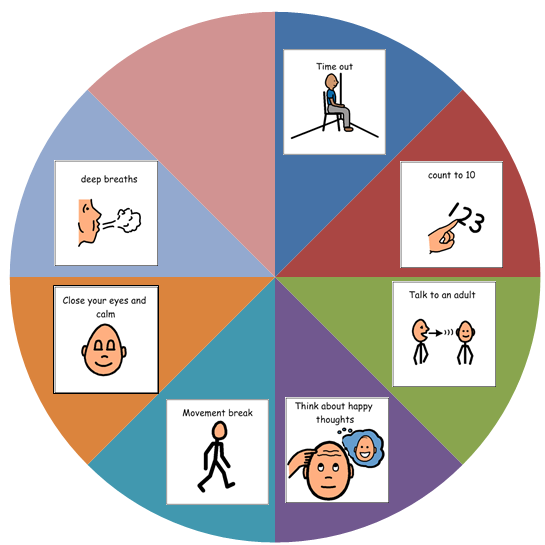 Time out
count to 10
123
Talk to an adult
Think about happy
thoughts
Movement break
Close your eyes and
calm
deep breaths